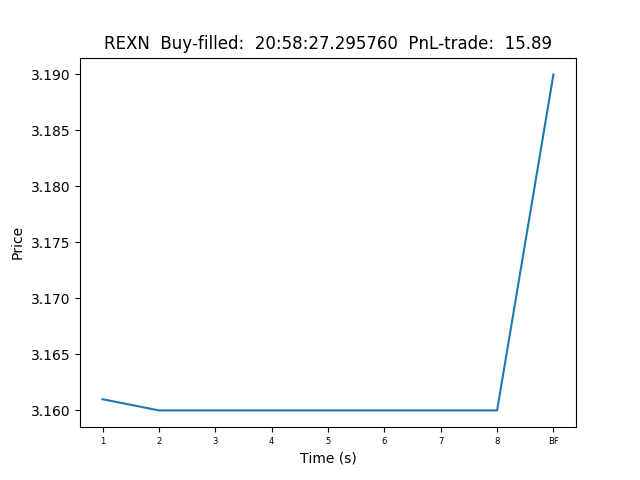 REXN  Buy-filled:  20:58:27.295760  PnL-trade:  15.89
3.190
3.185
3.180
3.175
3.170
3.165
3.160
Price
1 2 3 4 5 6 7 8 BF
Time (s)